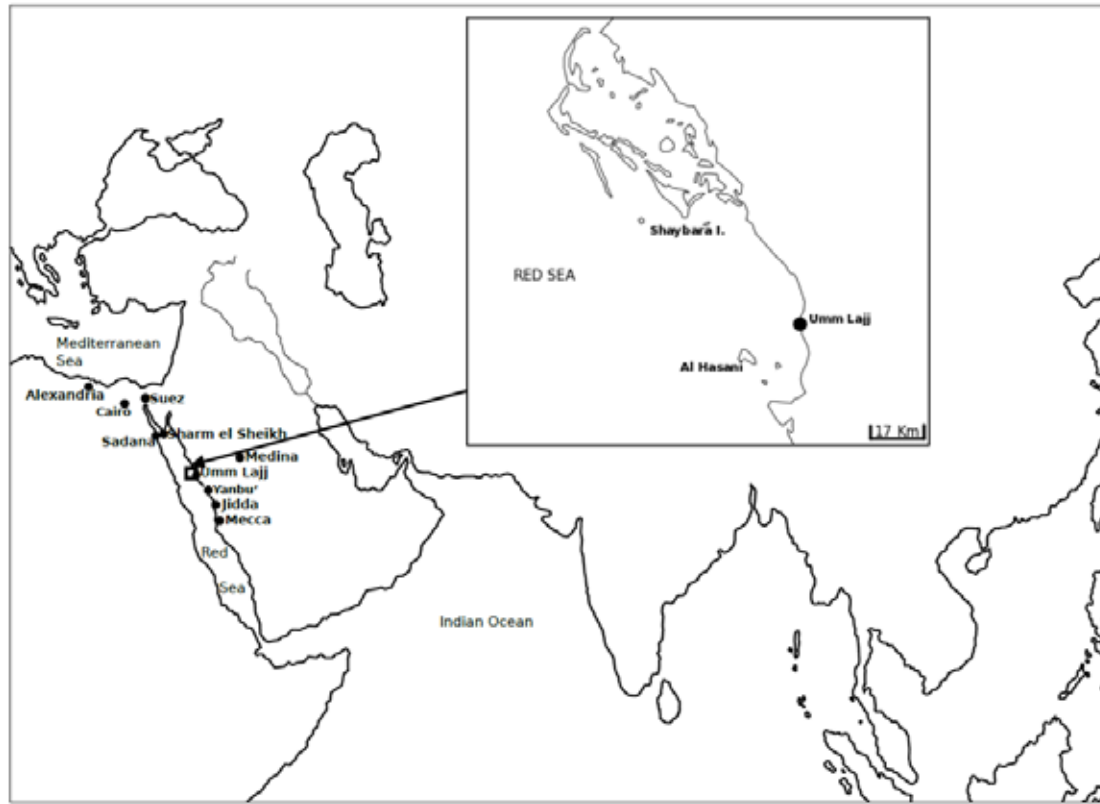 Shaybara I.
RED SEA
Umm Lajj
Al Hasani
17 Km
Mediterranean
Sea
Alexandria
Suez
Cairo
Sadana
Sharm el Sheikh
Medina
Umm Lajj
Yanbu'
Jidda
Mecca
Red
Sea
Indian Ocean